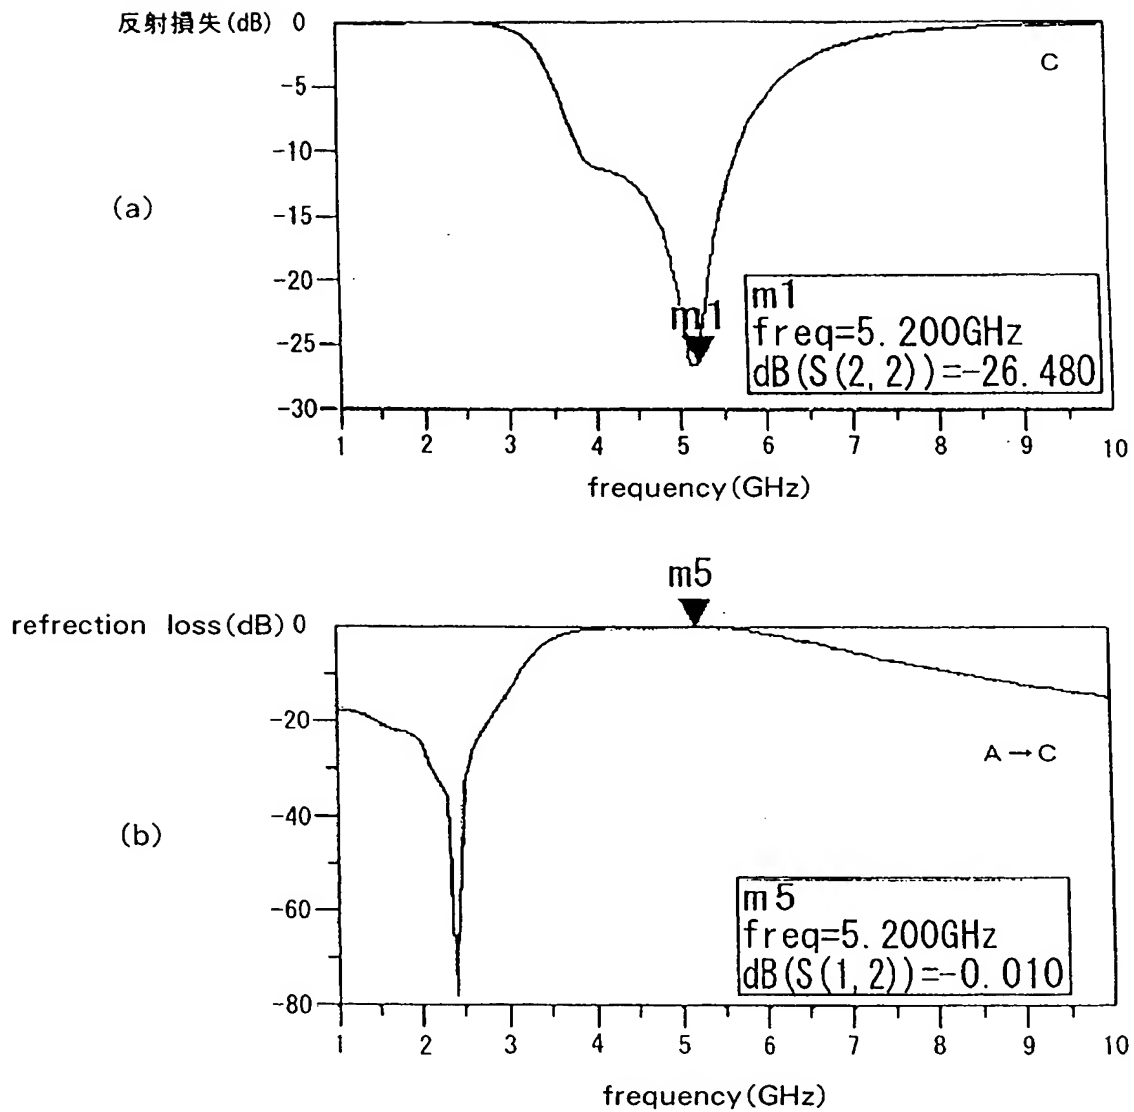 反射損失(dB) 0
C
-5
-10
(a)
-15
-20
m1
-25
-30
m1
freq=5.200GHz
dB(S(2,2))=-26.480
1 2 3 4 5 6 7 8 9 10
frequency(GHz)
m5
refrection loss(dB) 0
-20
A→C
-40
(b)
-60
-80
m5
freq=5.200GHz
dB(S(1,2))=-0.010
1 2 3 4 5 6 7 8 9 10
frequency(GHz)